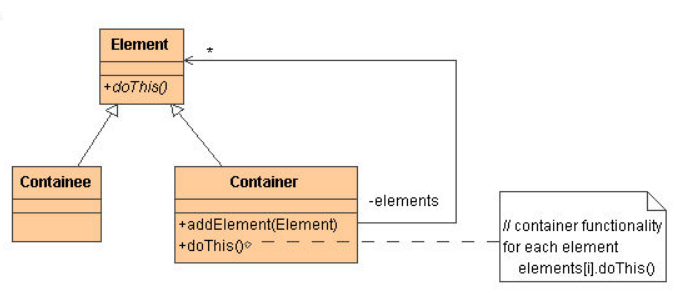 Element
*
+doThis()
Containee
Container
-elements
+addElement(Element)
+doThis()
// container functionality
for each element
elements[i].doThis()